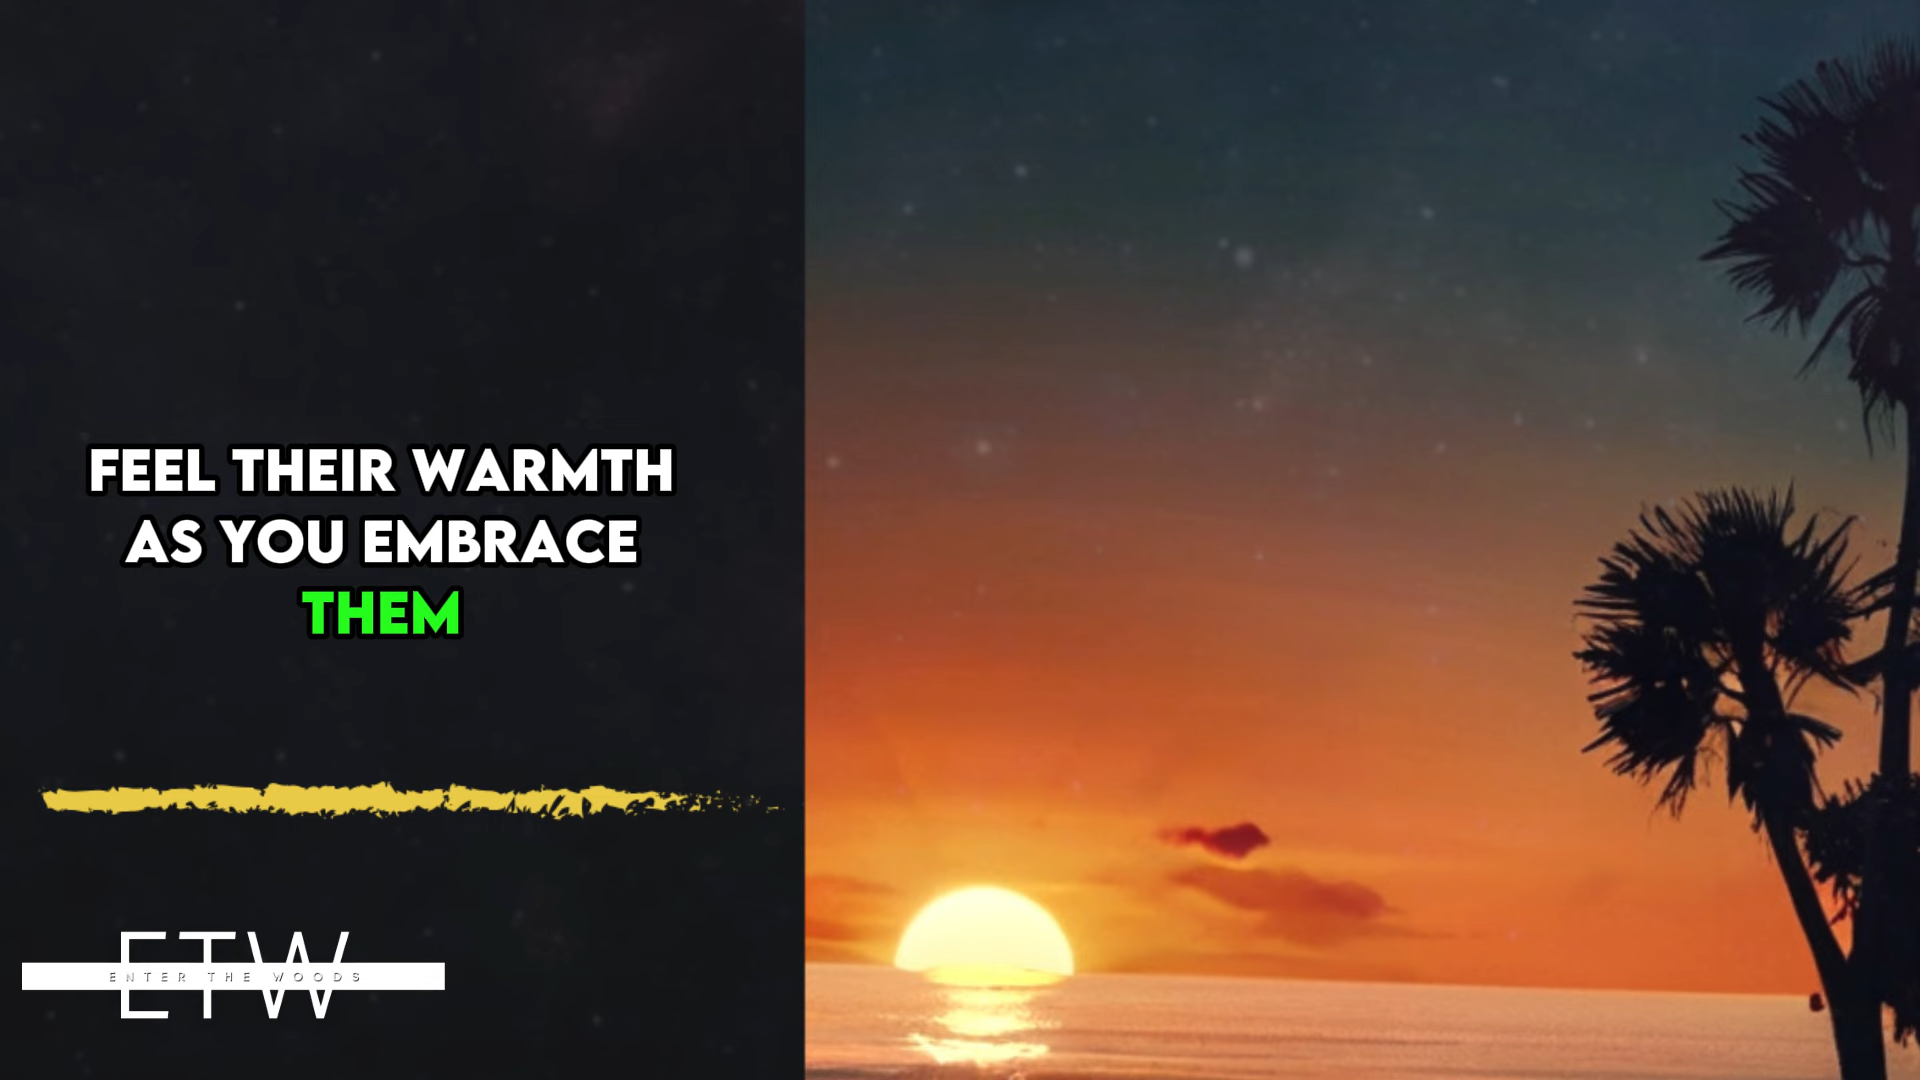 FEEL THEIR WARMTH
AS YOU EMBRACE
THEM
ETW
ENTER THE WOODS